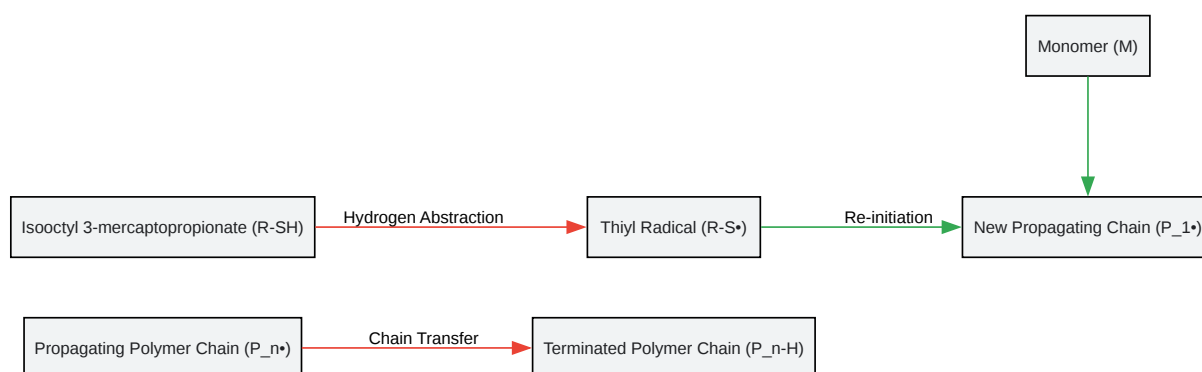 Monomer (M)
Isooctyl 3-mercaptopropionate (R-SH)
Hydrogen Abstraction
Thiyl Radical (R-S•)
Re-initiation
New Propagating Chain (P_1•)
Propagating Polymer Chain (P_n•)
Chain Transfer
Terminated Polymer Chain (P_n-H)